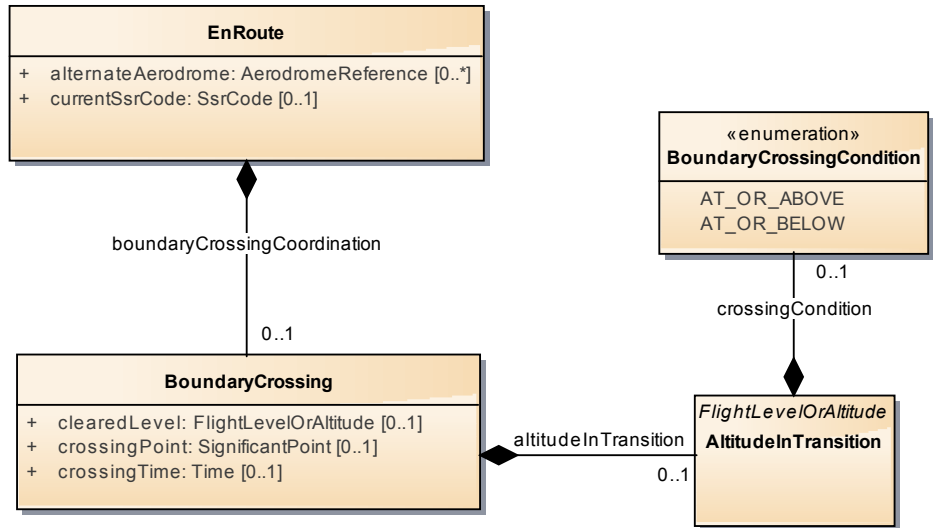 EnRoute
+ alternateAerodrome: AerodromeReference [0..*]
+ currentSsrCode: SsrCode [0..1]
«enumeration»
BoundaryCrossingCondition
AT_OR_ABOVE
AT_OR_BELOW
boundaryCrossingCoordination
0..1
0..1
crossingCondition
BoundaryCrossing
+ clearedLevel: FlightLevelOrAltitude [0..1]
+ crossingPoint: SignificantPoint [0..1]
+ crossingTime: Time [0..1]
altitudeInTransition
0..1
FlightLevelOrAltitude
AltitudeInTransition